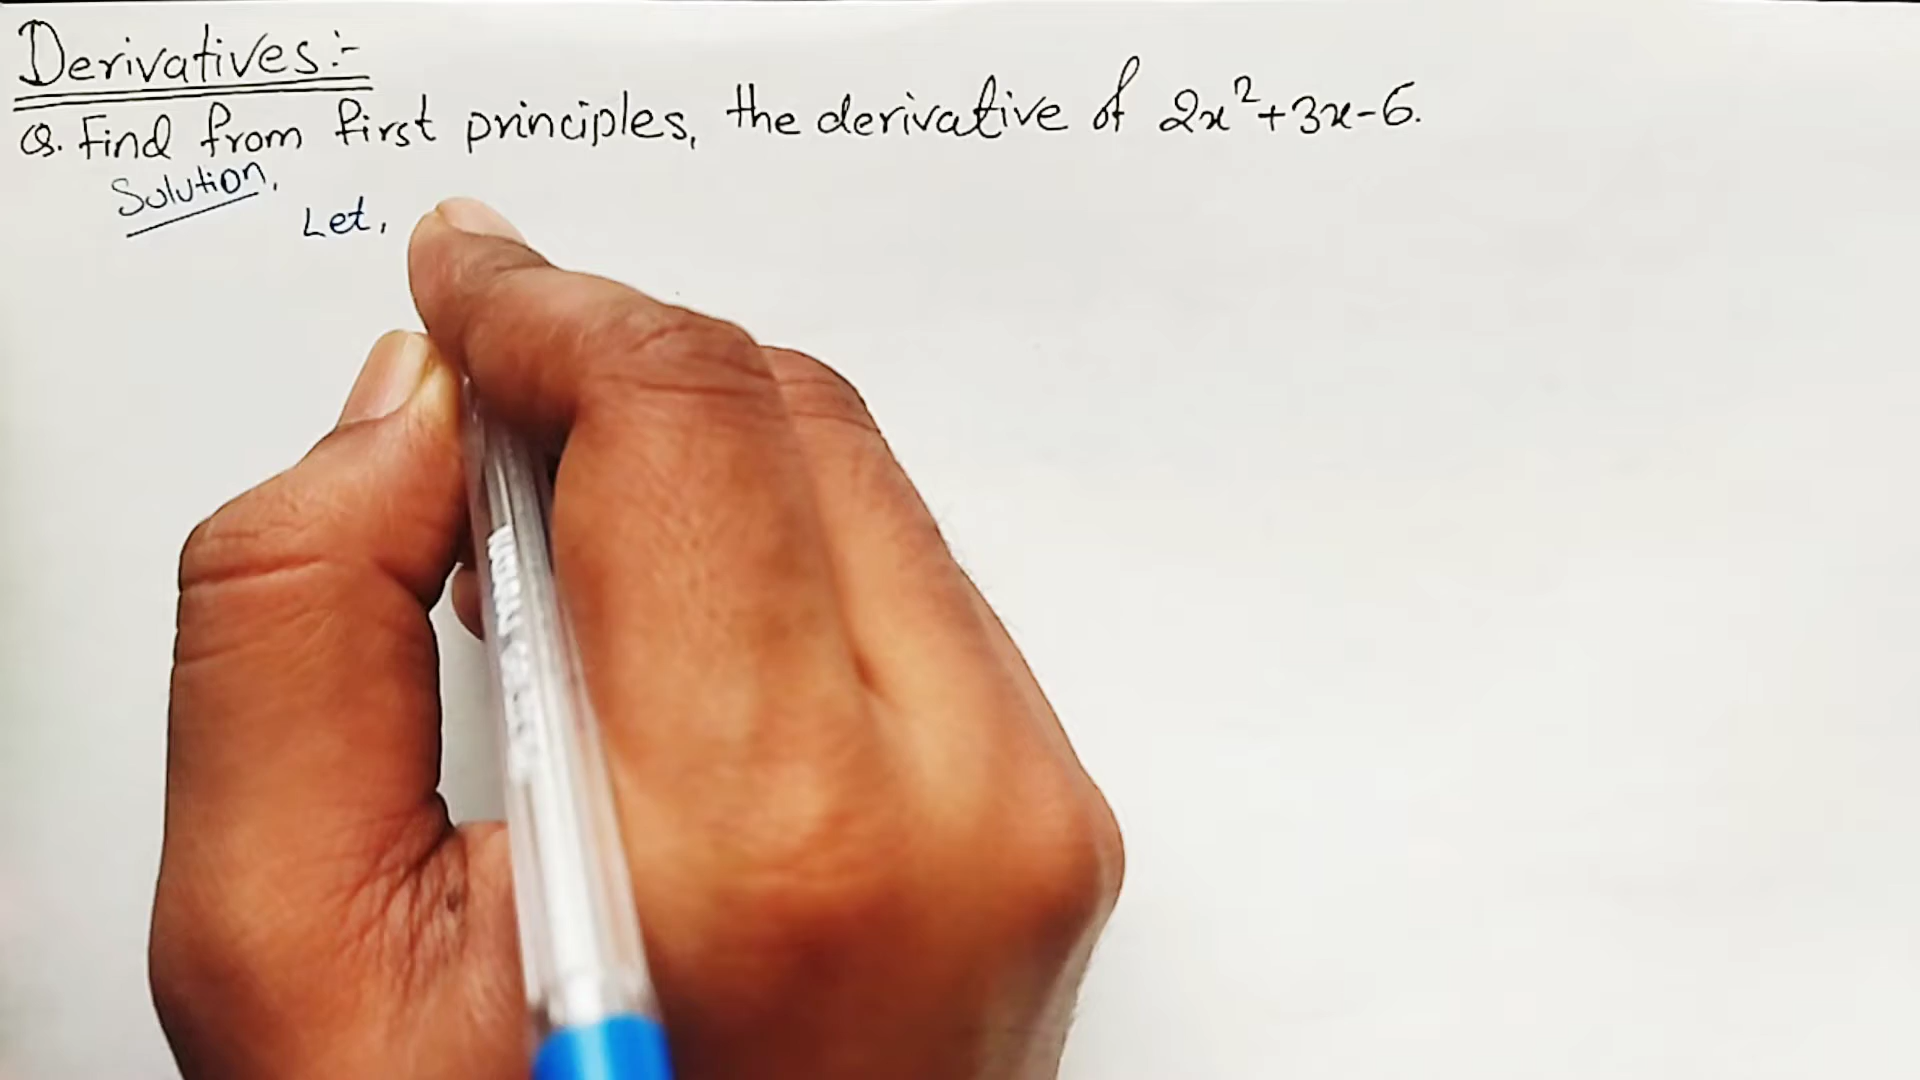 Derivatives:-
Q. Find from first principles, the derivative of 2x²+3x-6.
Solution,
Let,